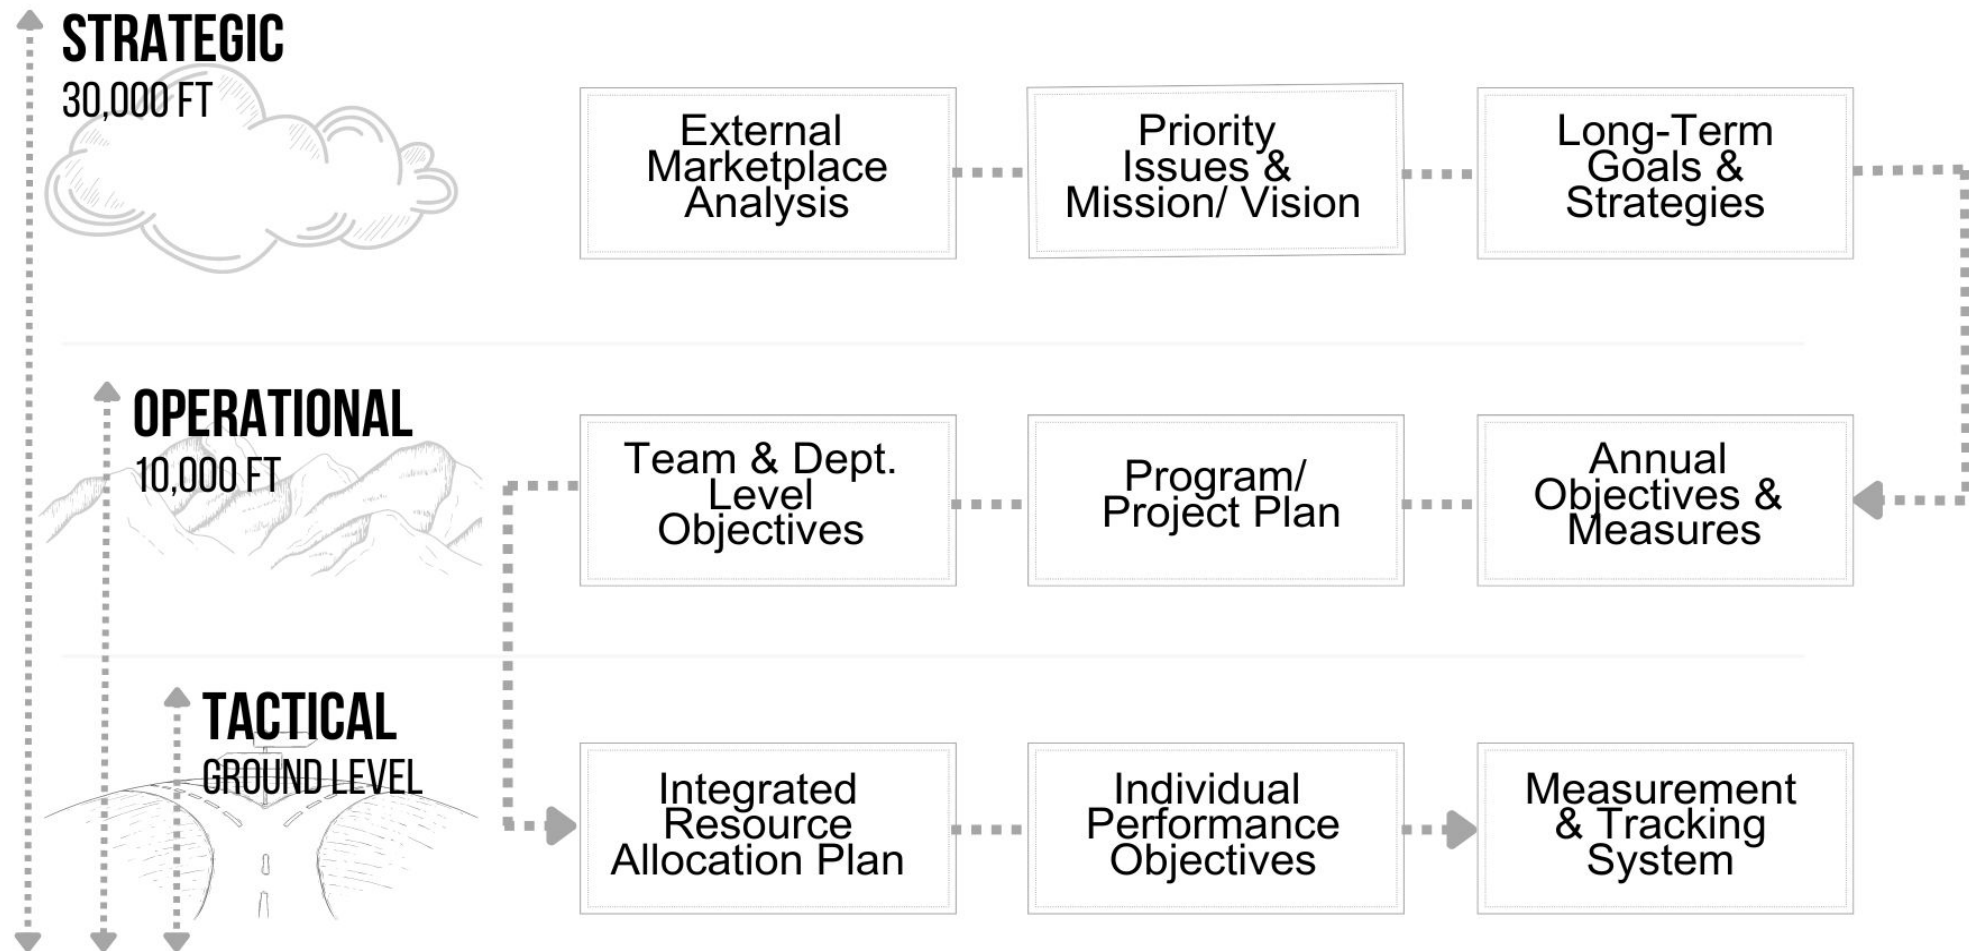 STRATEGIC
30,000 FT
External
Marketplace
Analysis
Priority
Issues &
Mission/ Vision
Long-Term
Goals &
Strategies
OPERATIONAL
10,000 FT
Team & Dept.
Level
Objectives
Program/
Project Plan
Annual
Objectives &
Measures
TACTICAL
GROUND LEVEL
Integrated
Resource
Allocation Plan
Individual
Performance
Objectives
Measurement
& Tracking
System